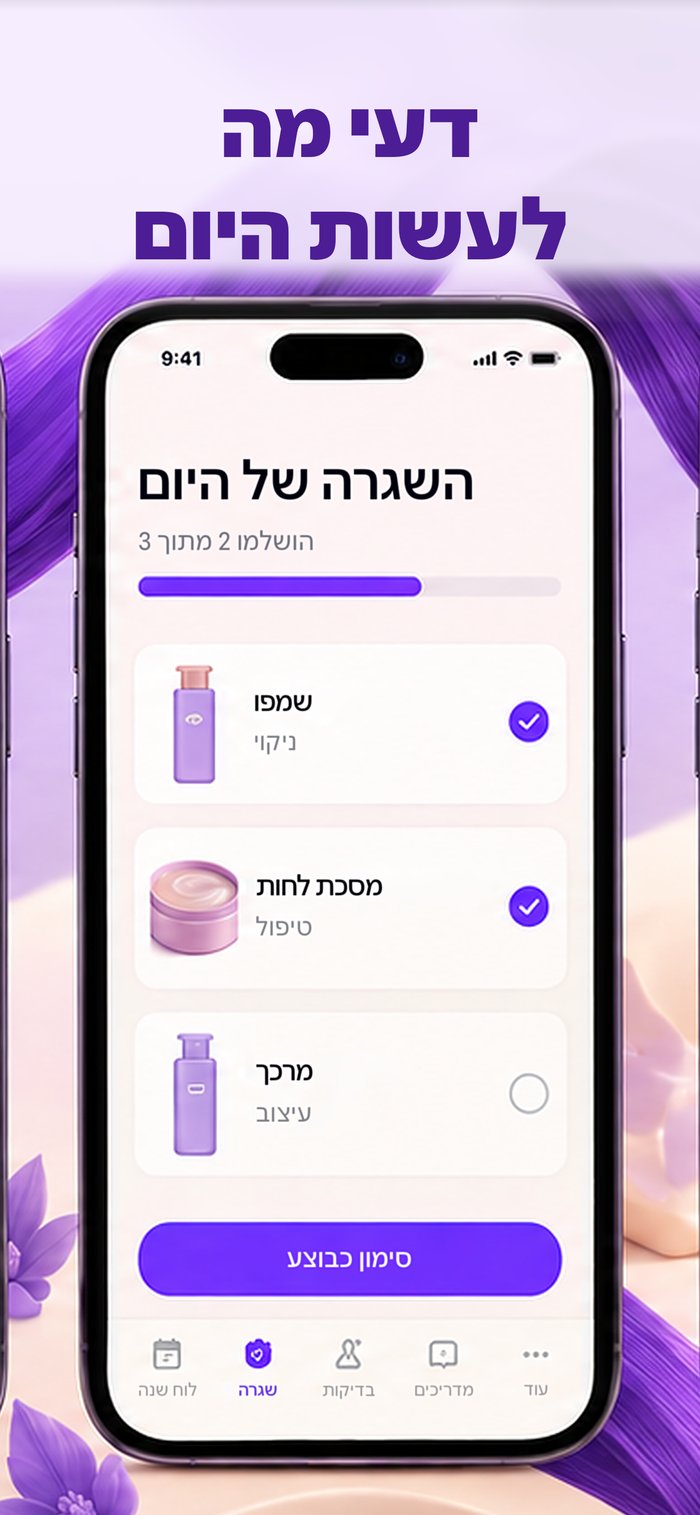 דעי מה
לעשות היום
9:41
השגרה של היום
הושלמו 2 מתוך 3
שמפו
ניקוי
מסכת לחות
טיפול
מרכך
עיצוב
סימון כבוצע
לוח שנה
שגרה
בדיקות
מדריכים
עוד